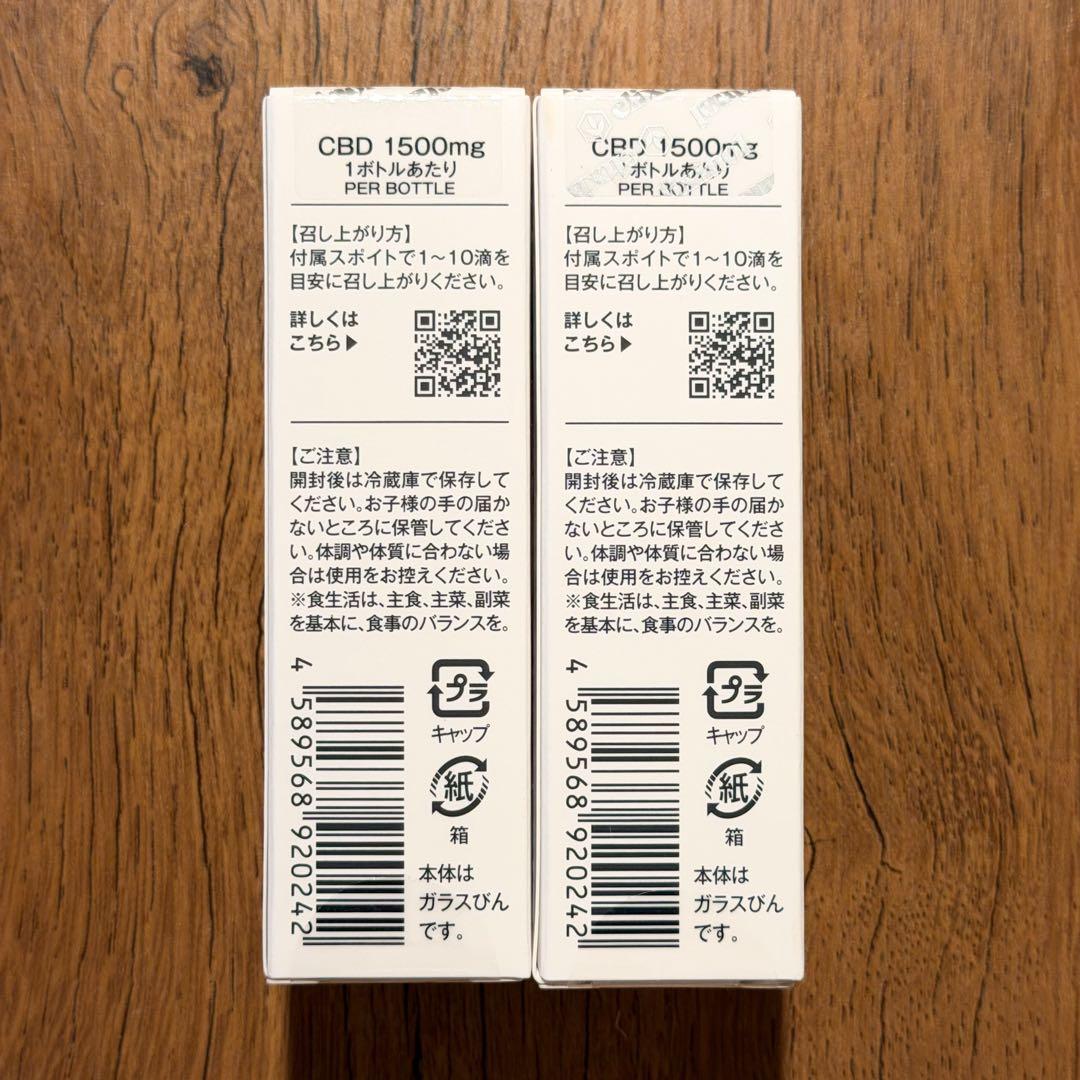 CBD 1500mg
1ボトルあたり
PER BOTTLE
【召し上がり方】
付属スポイトで1〜10滴を
目安に召し上がりください。
詳しくは
こちら▶
【ご注意】
開封後は冷蔵庫で保存して
ください。お子様の手の届か
ないところに保管してくださ
い。体調や体質に合わない場
合は使用をお控えください。
※食生活は、主食、主菜、副菜
を基本に、食事のバランスを。
4 589568 920242
プラ
キャップ
紙
箱
本体は
ガラスびん
です。
CBD 1500mg
1ボトルあたり
PER BOTTLE
【召し上がり方】
付属スポイトで1〜10滴を
目安に召し上がりください。
詳しくは
こちら▶
【ご注意】
開封後は冷蔵庫で保存して
ください。お子様の手の届か
ないところに保管してくださ
い。体調や体質に合わない場
合は使用をお控えください。
※食生活は、主食、主菜、副菜
を基本に、食事のバランスを。
4 589568 920242
プラ
キャップ
紙
箱
本体は
ガラスびん
です。